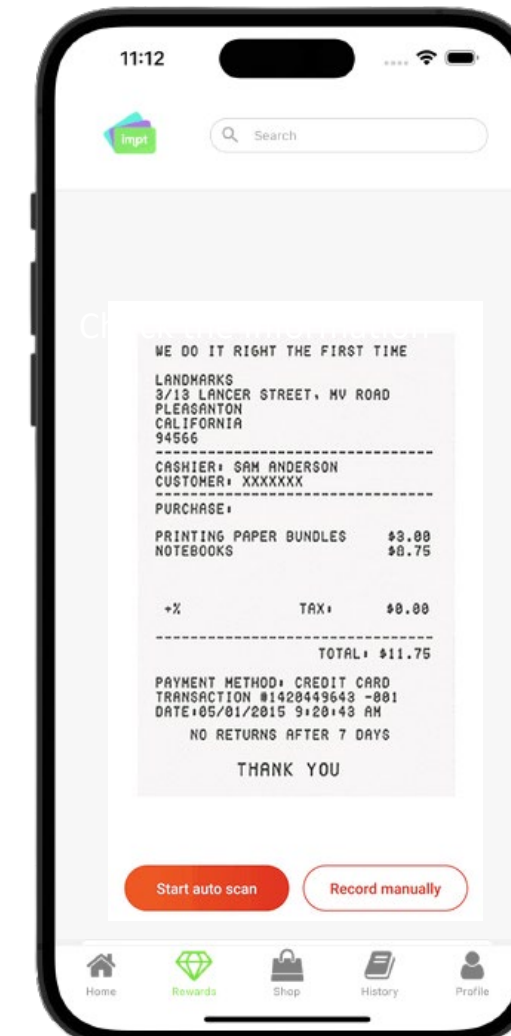 11:12
impt
Search
Check the information
WE DO IT RIGHT THE FIRST TIME
LANDMARKS
3/13 LANCER STREET, MV ROAD
PLEASANTON
CALIFORNIA
94566
CASHIER: SAM ANDERSON
CUSTOMER: XXXXXXX
PURCHASE:
PRINTING PAPER BUNDLES $3.00
NOTEBOOKS $8.75
+% TAX: $0.00
TOTAL: $11.75
PAYMENT METHOD: CREDIT CARD
TRANSACTION #1420449643 -001
DATE:05/01/2015 9:20:43 AM
NO RETURNS AFTER 7 DAYS
THANK YOU
Start auto scan Record manually
Home Rewards Shop History Profile